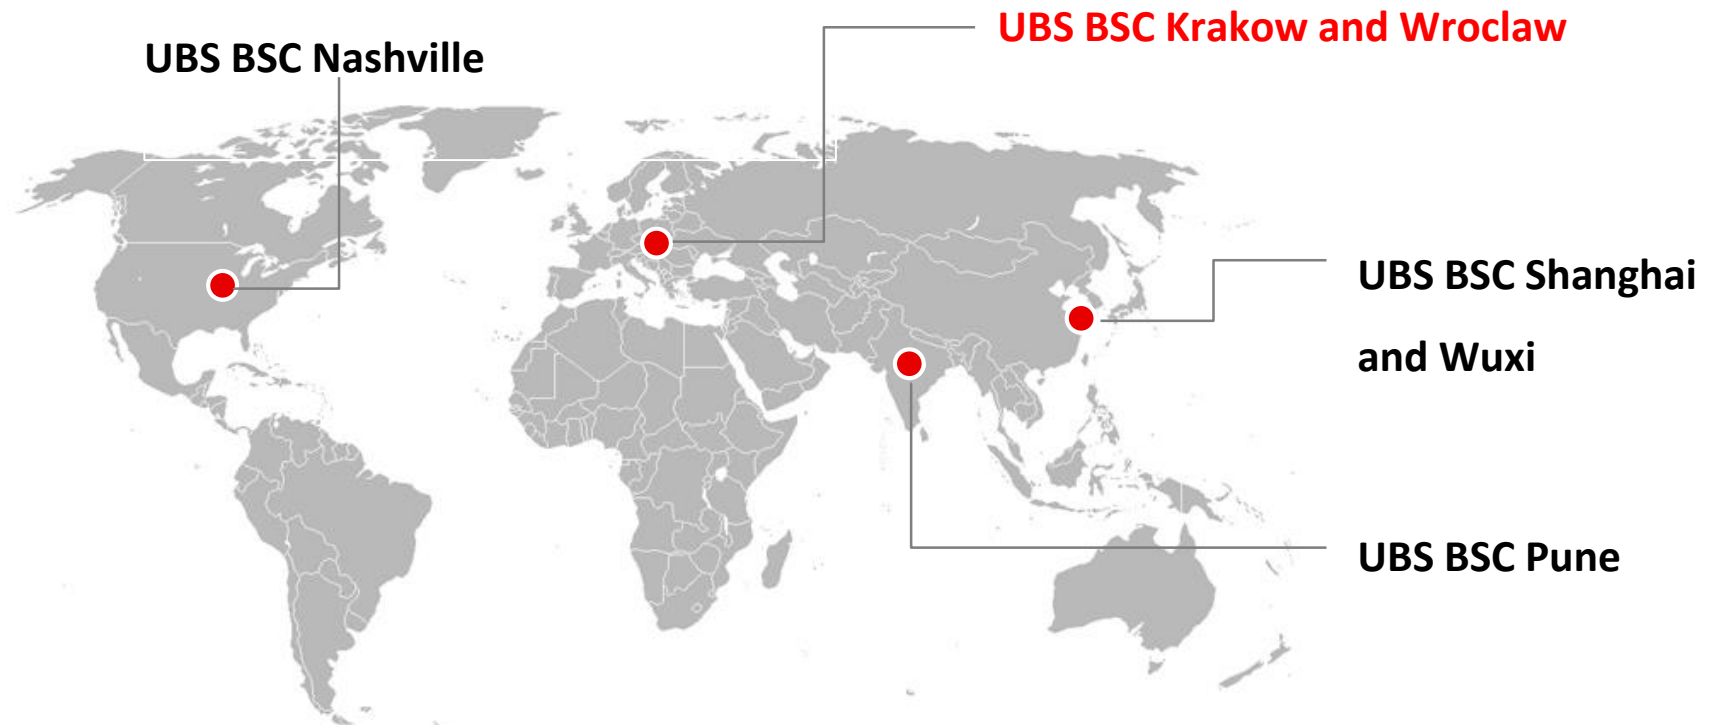 UBS BSC Krakow and Wroclaw
UBS BSC Nashville
UBS BSC Shanghai
and Wuxi
UBS BSC Pune